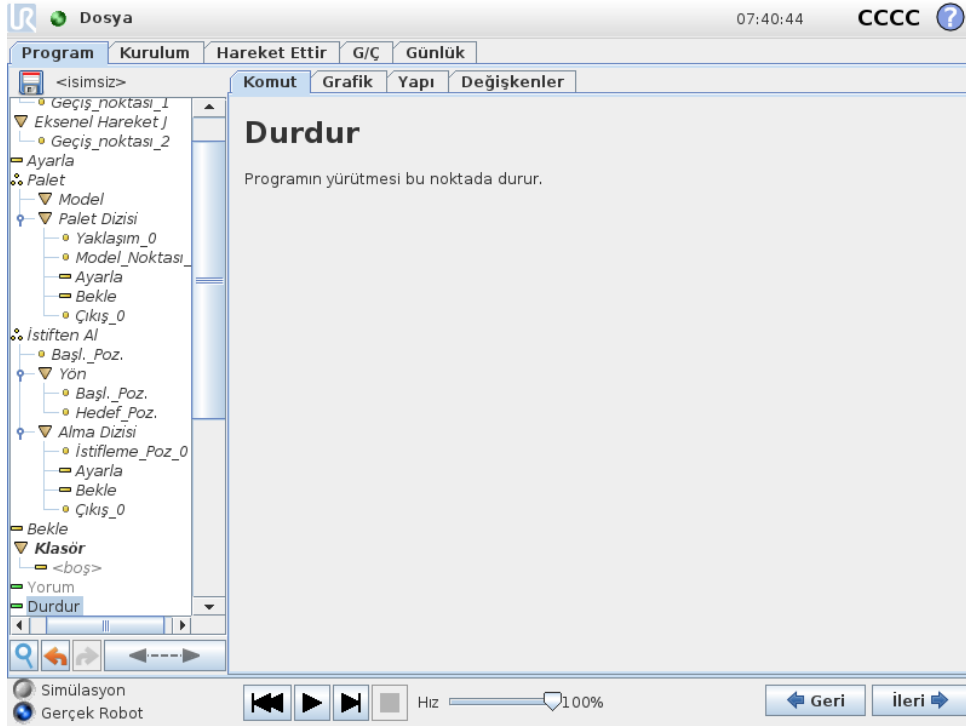 UR Dosya 07:40:44 CCCC ?
Program Kurulum Hareket Ettir G/Ç Günlük
<isimsiz> Komut Grafik Yapı Değişkenler
Geçiş_noktası_1
Eksenel Hareket J
Geçiş_noktası_2
Ayarla
Palet
Model
Palet Dizisi
Yaklaşım_0
Model_Noktası_
Ayarla
Bekle
Çıkış_0
İstiften Al
Başl._Poz.
Yön
Başl._Poz.
Hedef_Poz.
Alma Dizisi
İstifleme_Poz_0
Ayarla
Bekle
Çıkış_0
Bekle
Klasör
<boş>
Yorum
Durdur
Durdur
Programın yürütmesi bu noktada durur.
Simülasyon
Gerçek Robot
Hız 100%
Geri İleri